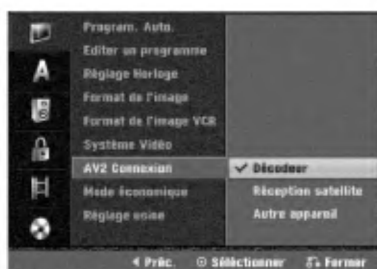 Program. Auto.
Editer un programme
Réglage Horloge
Format de l'image
Format de l'image VCR
Système Vidéo
AV2 Connexion
✓ Décodeur
Mode économique
Réception satellite
Réglage usine
Autre appareil
Préc. Sélectionner Fermer